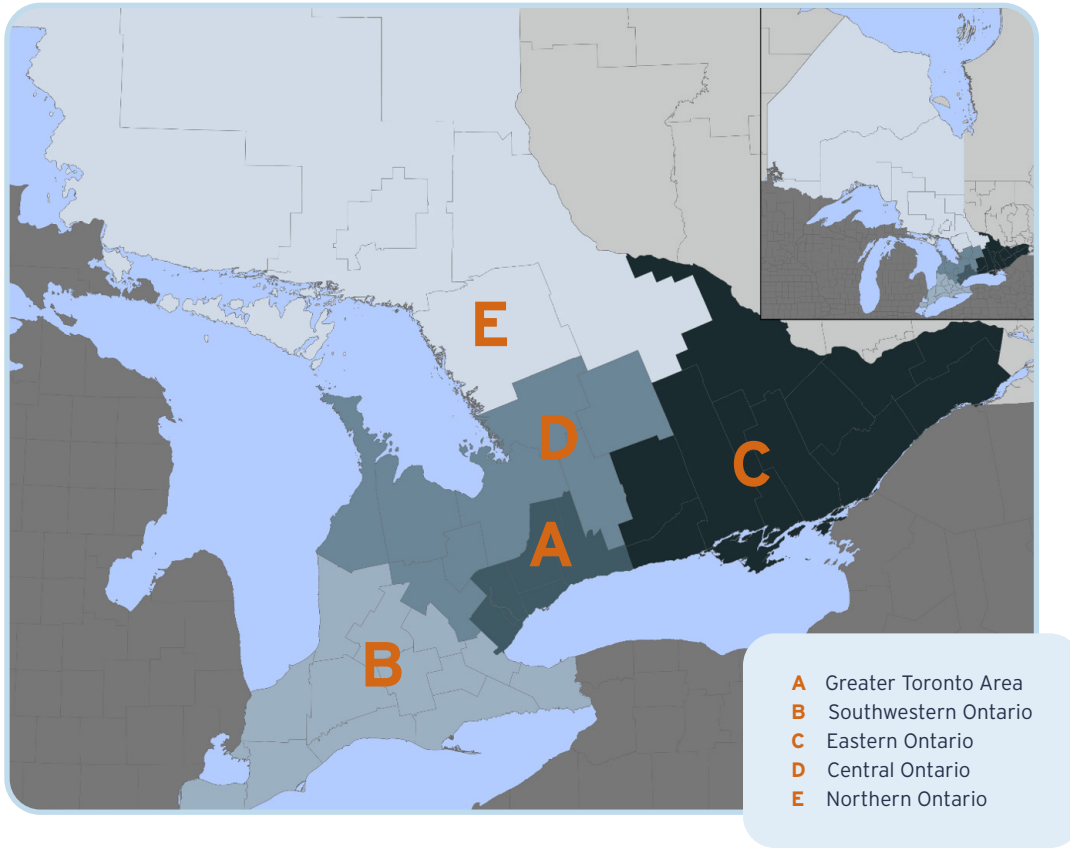 E
D
C
A
B
A Greater Toronto Area
B Southwestern Ontario
C Eastern Ontario
D Central Ontario
E Northern Ontario